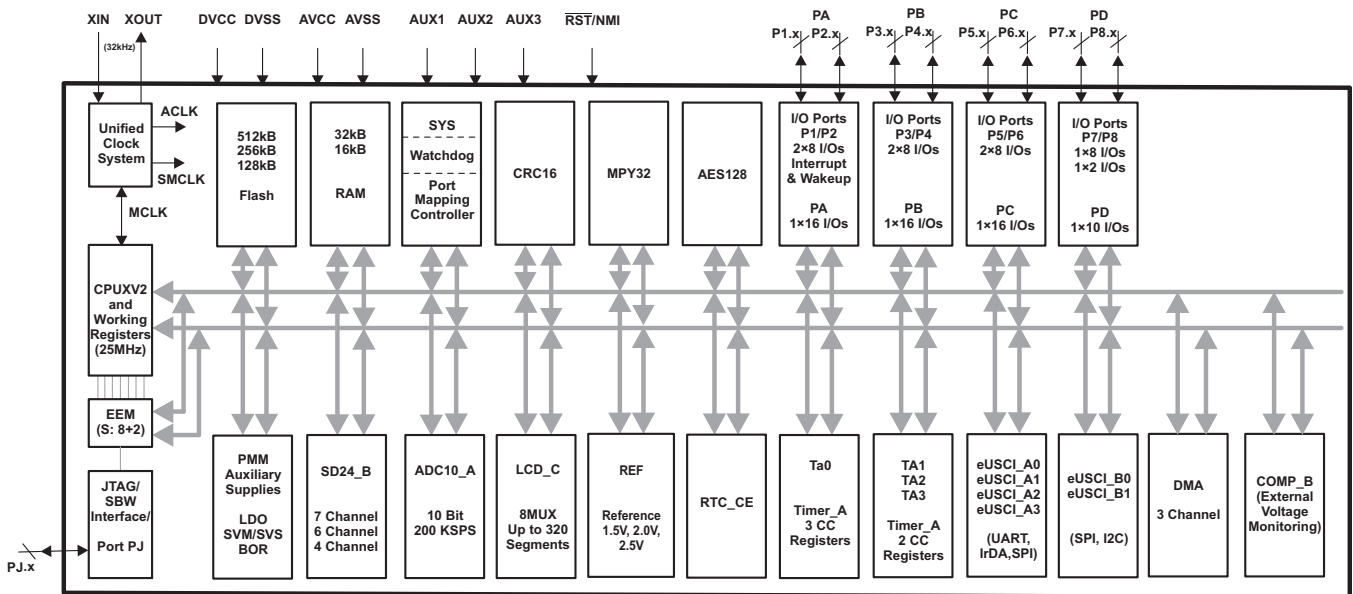 XIN
XOUT
(32kHz)
DVCC
DVSS
AVCC
AVSS
AUX1
AUX2
AUX3
RST/NMI
PA
P1.x
P2.x
PB
P3.x
P4.x
PC
P5.x
P6.x
PD
P7.x
P8.x
Unified
Clock
System
ACLK
SMCLK
MCLK
512kB
256kB
128kB
Flash
32kB
16kB
RAM
SYS
Watchdog
Port
Mapping
Controller
CRC16
MPY32
AES128
I/O Ports
P1/P2
2×8 I/Os
Interrupt
& Wakeup
PA
1×16 I/Os
I/O Ports
P3/P4
2×8 I/Os
PB
1×16 I/Os
I/O Ports
P5/P6
2×8 I/Os
PC
1×16 I/Os
I/O Ports
P7/P8
1×8 I/Os
1×2 I/Os
PD
1×10 I/Os
CPUXV2
and
Working
Registers
(25MHz)
EEM
(S: 8+2)
JTAG/
SBW
Interface/
Port PJ
PJ.x
PMM
Auxiliary
Supplies
LDO
SVM/SVS
BOR
SD24_B
7 Channel
6 Channel
4 Channel
ADC10_A
10 Bit
200 KSPS
LCD_C
8MUX
Up to 320
Segments
REF
Reference
1.5V, 2.0V,
2.5V
RTC_CE
Ta0
Timer_A
3 CC
Registers
TA1
TA2
TA3
Timer_A
2 CC
Registers
eUSCI_A0
eUSCI_A1
eUSCI_A2
eUSCI_A3
(UART,
IrDA,SPI)
eUSCI_B0
eUSCI_B1
(SPI, I2C)
DMA
3 Channel
COMP_B
(External
Voltage
Monitoring)